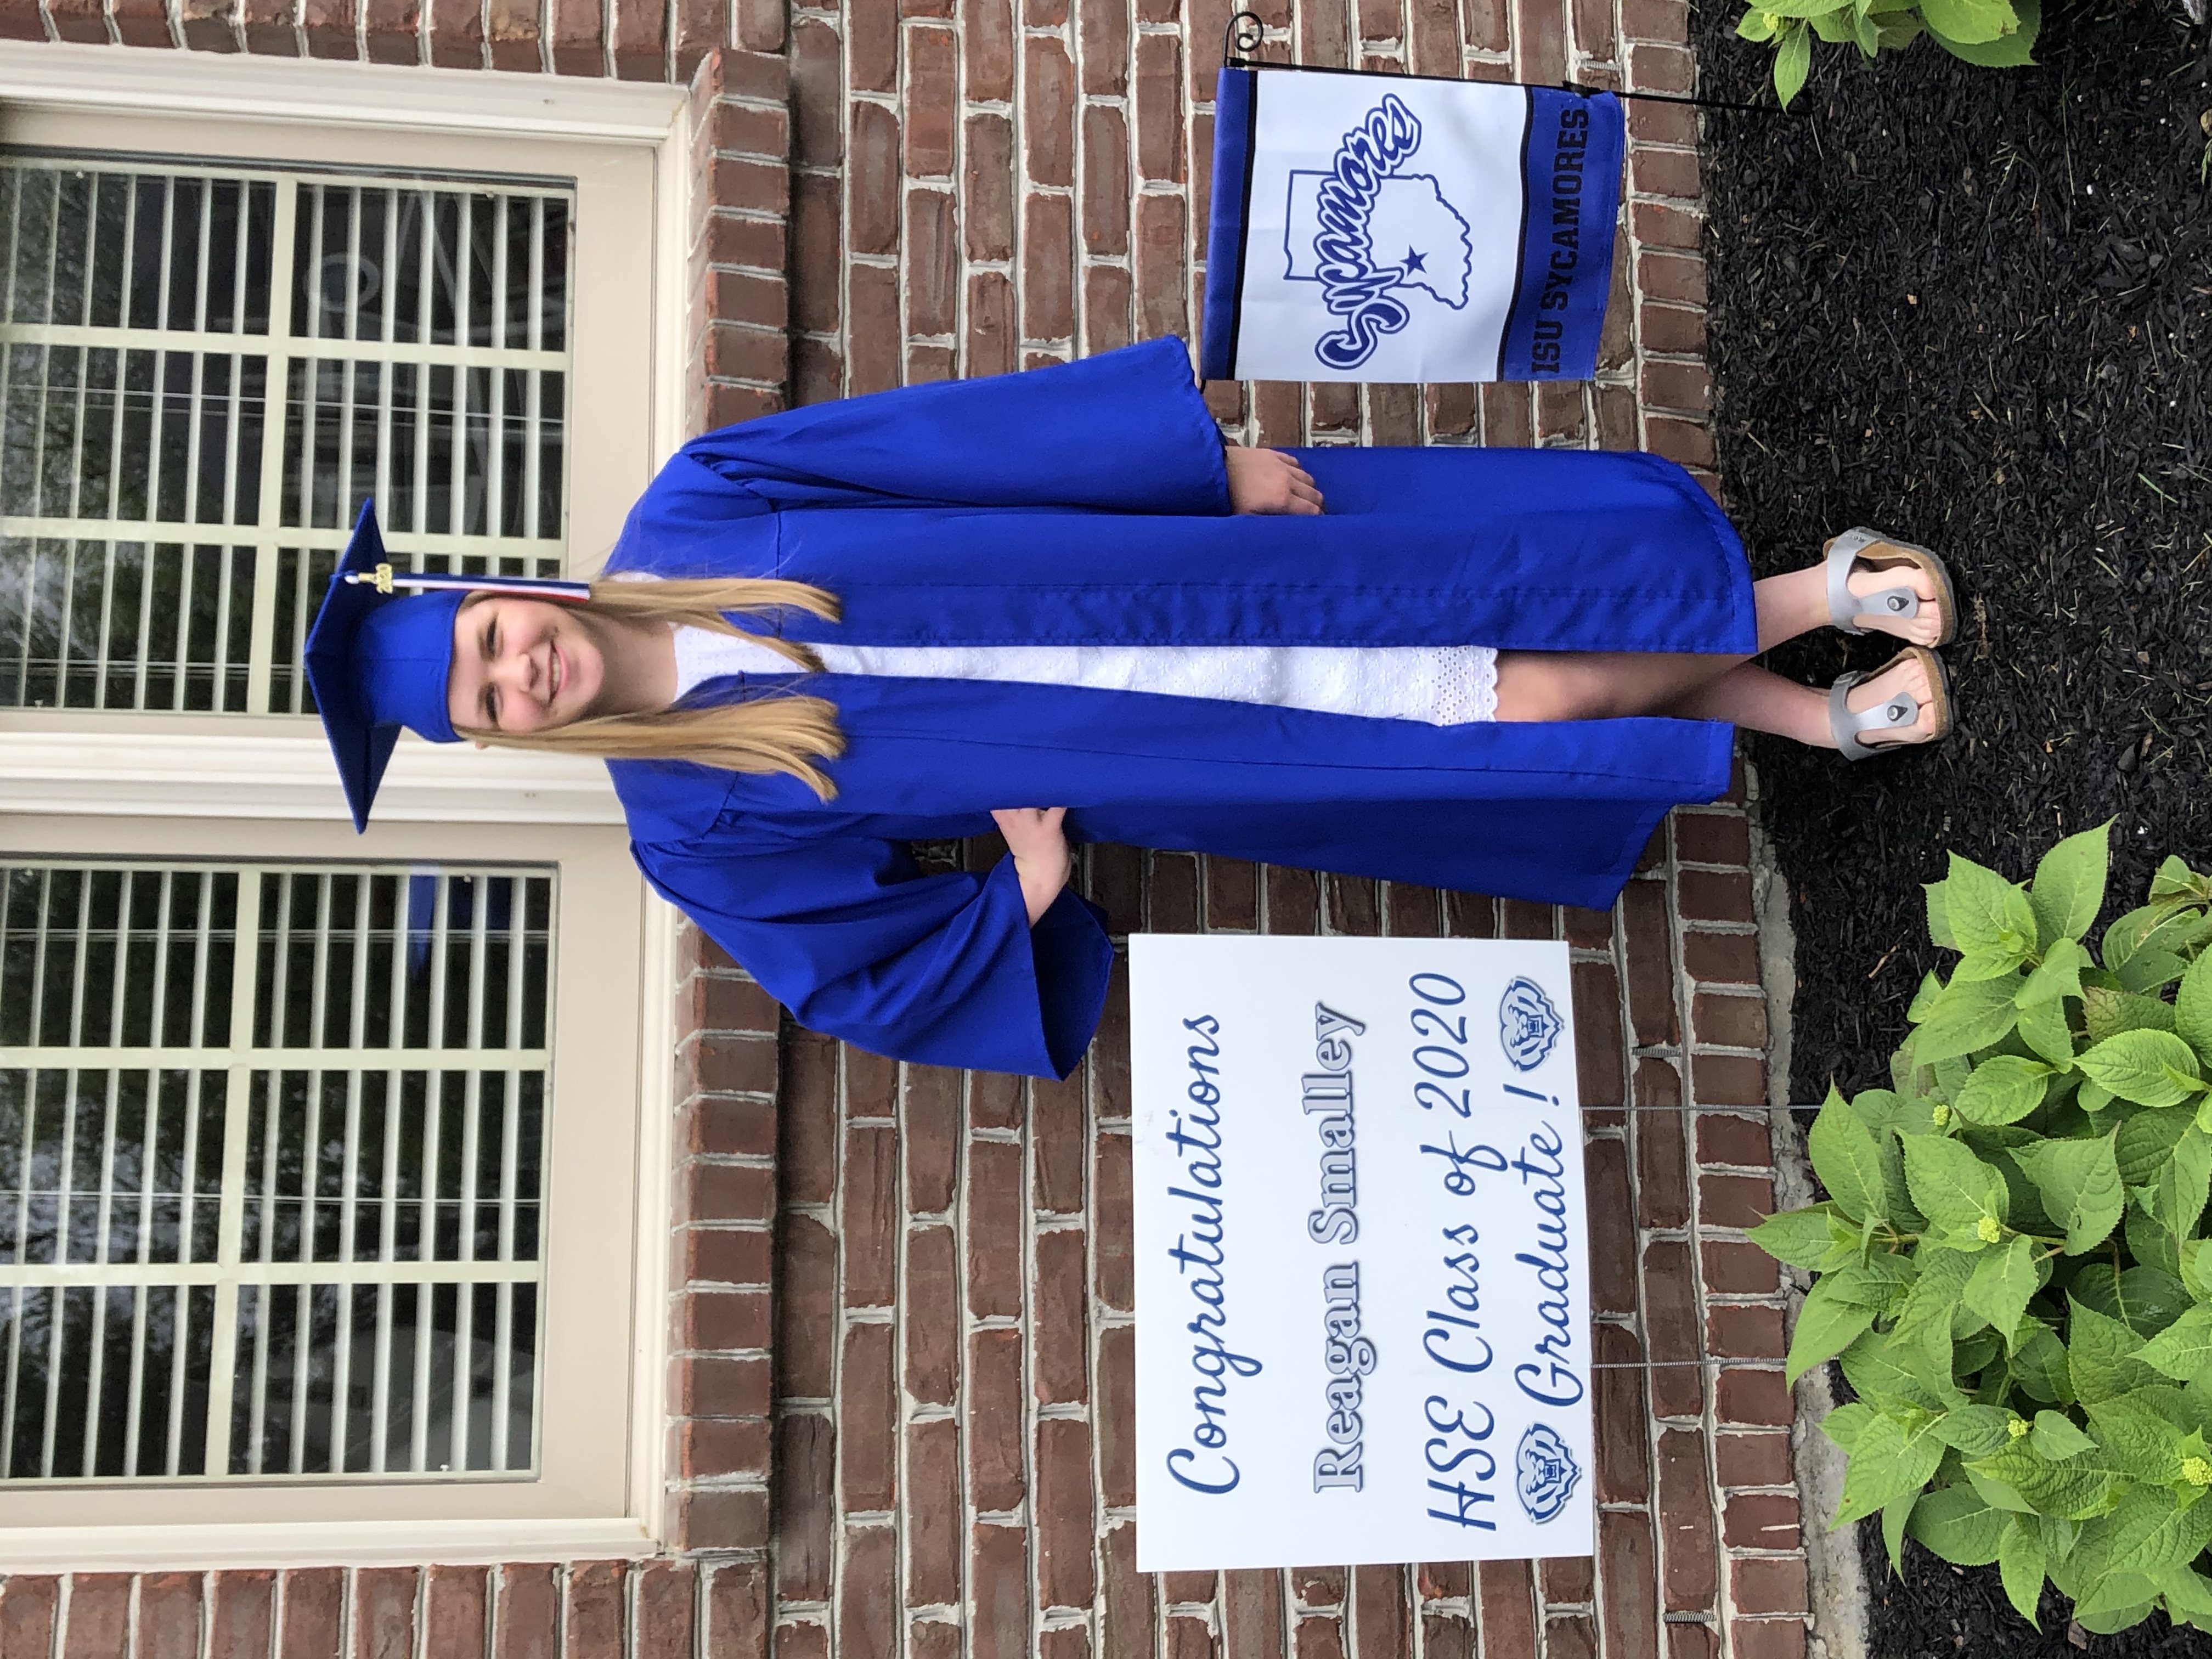 2020
Congratulations
Reagan Smalley
HSE Class of 2020
Graduate!
Sycamores
ISU SYCAMORES